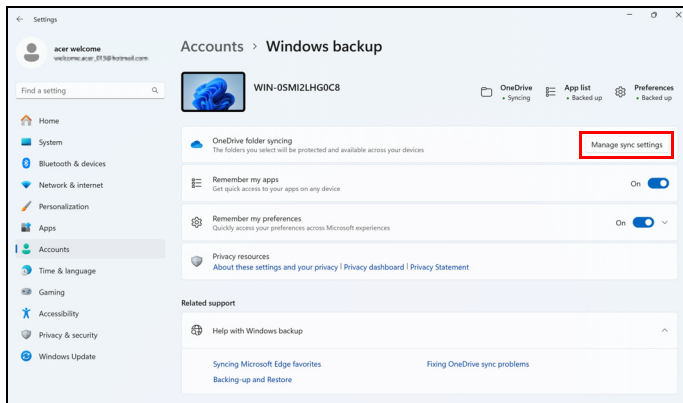 Settings
acer welcome
Find a setting
Home
System
Bluetooth & devices
Network & internet
Personalization
Apps
Accounts
Time & language
Gaming
Accessibility
Privacy & security
Windows Update
Accounts > Windows backup
WIN-0SMI2LHG0C8
OneDrive
• Syncing
App list
• Backed up
Preferences
• Backed up
OneDrive folder syncing
The folders you select will be protected and available across your devices
Manage sync settings
Remember my apps
Get quick access to your apps on any device
On
Remember my preferences
Quickly access your preferences across Microsoft experiences
On
Privacy resources
About these settings and your privacy | Privacy dashboard | Privacy Statement
Related support
Help with Windows backup
Syncing Microsoft Edge favorites
Fixing OneDrive sync problems
Backing-up and Restore